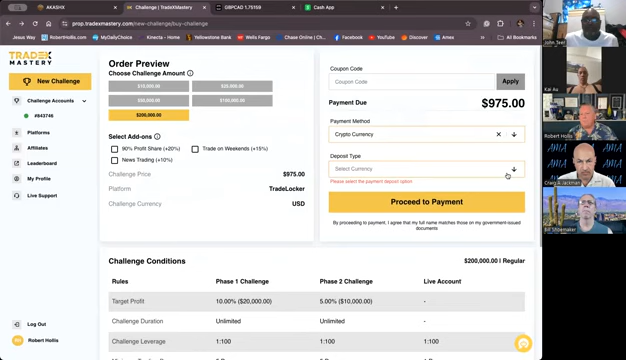 AKASHX
Challenge | TradeXMastery
GBPCAD 1.75159
Cash App
prop.tradexmastery.com/new-challenge/buy-challenge
Jesus Way
RobertHollis.com
MyDailyChoice
Kinecta - Home
Yellowstone Bank
Wells Fargo
Chase Online | Ch...
Facebook
YouTube
Discover
Amex
All Bookmarks
TRADEX
MASTERY
New Challenge
Challenge Accounts
#843746
Platforms
Affiliates
Leaderboard
My Profile
Live Support
Log Out
Robert Hollis
Order Preview
Choose Challenge Amount
$10,000.00
$25,000.00
$50,000.00
$100,000.00
$200,000.00
Select Add-ons
90% Profit Share (+20%)
Trade on Weekends (+15%)
News Trading (+10%)
Challenge Price
$975.00
Platform
TradeLocker
Challenge Currency
USD
Coupon Code
Coupon Code
Apply
Payment Due
$975.00
Payment Method
Crypto Currency
Deposit Type
Select Currency
Please select the payment deposit option
Proceed to Payment
By proceeding to payment, I agree that my full name matches those on my government-issued
documents
Challenge Conditions
$200,000.00 | Regular
Rules
Phase 1 Challenge
Phase 2 Challenge
Live Account
Target Profit
10.00% ($20,000.00)
5.00% ($10,000.00)
-
Challenge Duration
Unlimited
Unlimited
-
Challenge Leverage
1:100
1:100
1:100
John Teel
Kai Au
Robert Hollis
Craig A Jackman
Bill Shoemaker